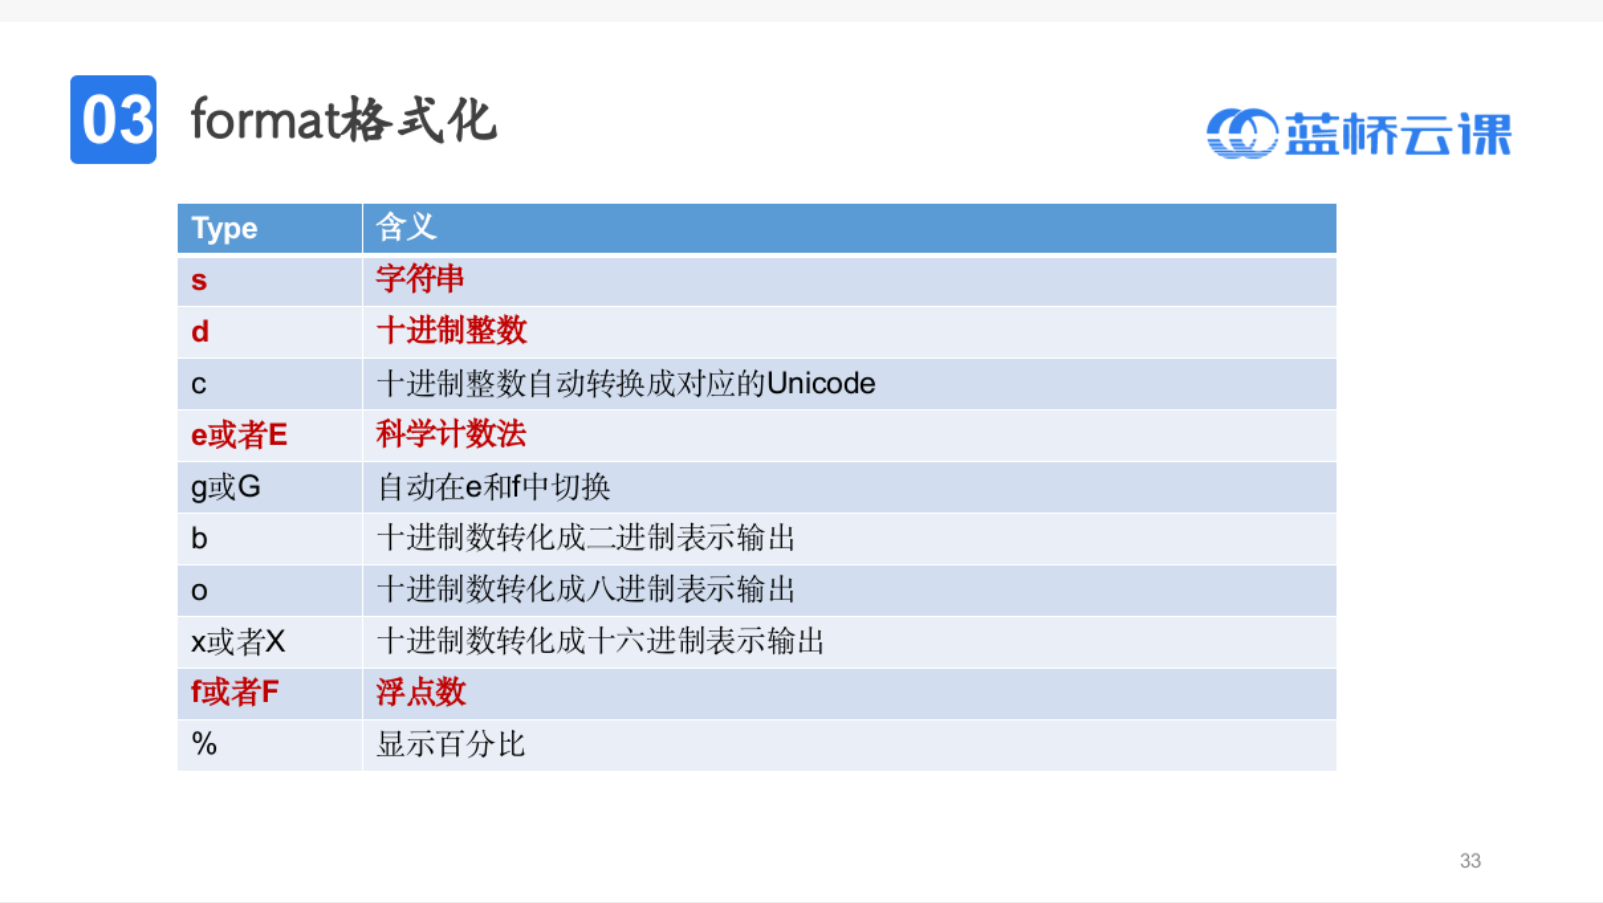 03 format格式化
蓝桥云课
Type 含义
s 字符串
d 十进制整数
c 十进制整数自动转换成对应的Unicode
e或者E 科学计数法
g或G 自动在e和f中切换
b 十进制数转化成二进制表示输出
o 十进制数转化成八进制表示输出
x或者X 十进制数转化成十六进制表示输出
f或者F 浮点数
% 显示百分比
33